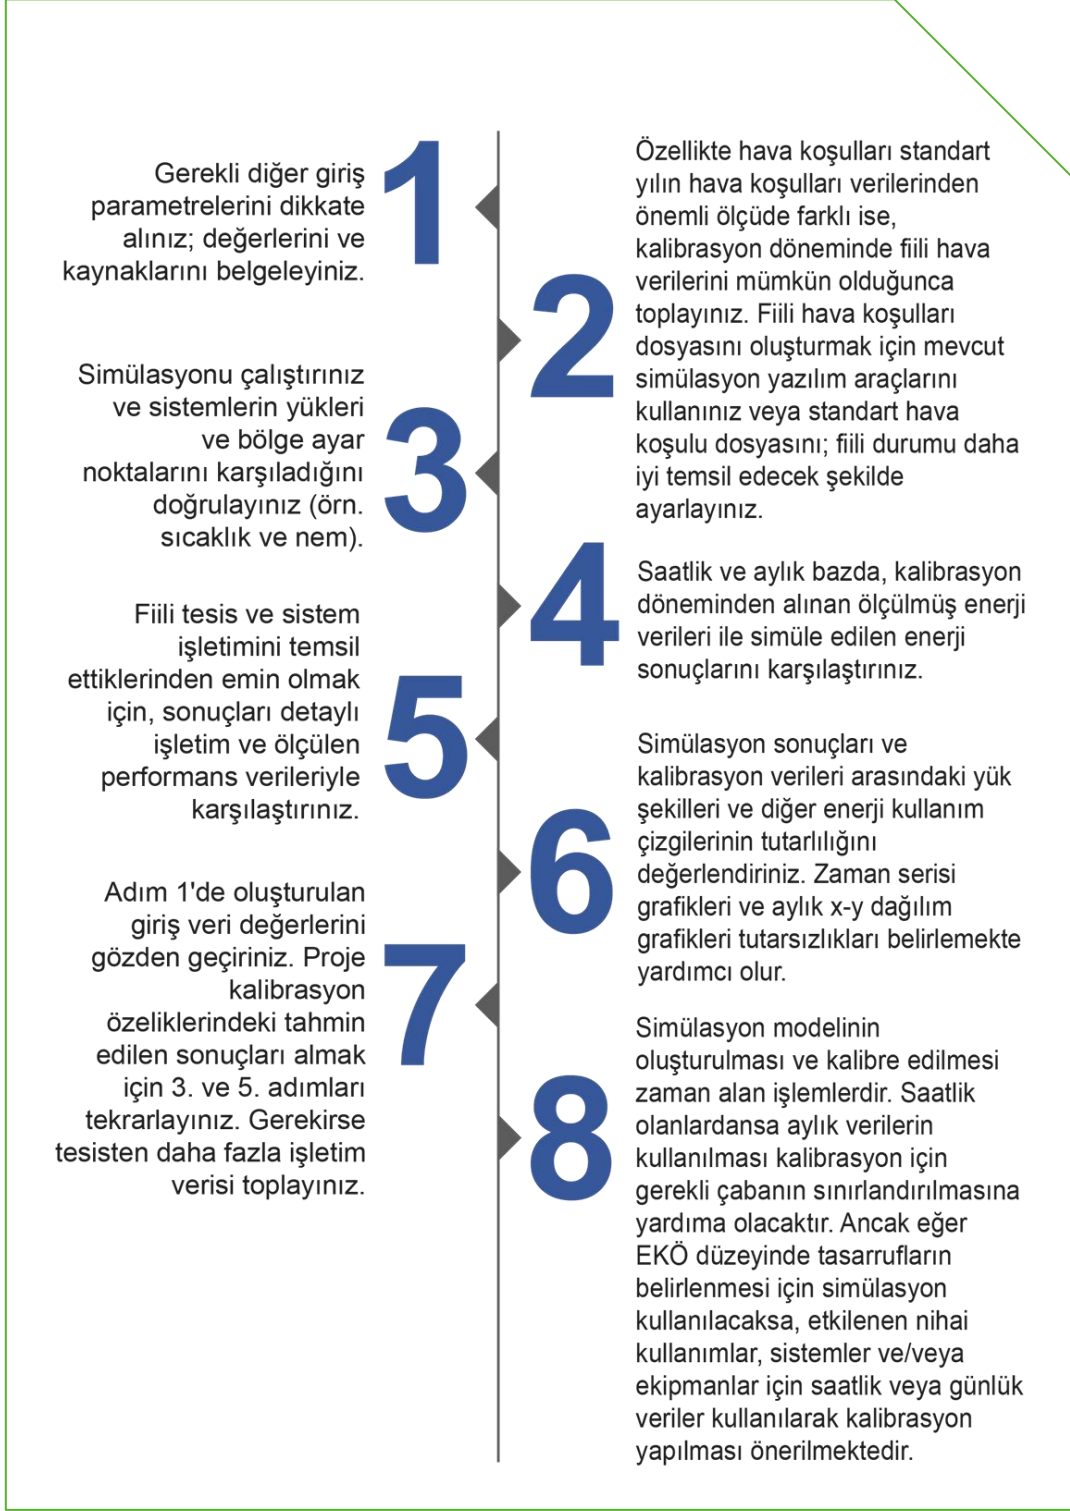 1
Gerekli diğer giriş
parametrelerini dikkate
alınız; değerlerini ve
kaynaklarını belgeleyiniz.
2
Özellikte hava koşulları standart
yılın hava koşulları verilerinden
önemli ölçüde farklı ise,
kalibrasyon döneminde fiili hava
verilerini mümkün olduğunca
toplayınız. Fiili hava koşulları
dosyasını oluşturmak için mevcut
simülasyon yazılım araçlarını
kullanınız veya standart hava
koşulu dosyasını; fiili durumu daha
iyi temsil edecek şekilde
ayarlayınız.
3
Simülasyonu çalıştırınız
ve sistemlerin yükleri
ve bölge ayar
noktalarını karşıladığını
doğrulayınız (örn.
sıcaklık ve nem).
4
Saatlik ve aylık bazda, kalibrasyon
döneminden alınan ölçülmüş enerji
verileri ile simüle edilen enerji
sonuçlarını karşılaştırınız.
5
Fiili tesis ve sistem
işletimini temsil
ettiklerinden emin olmak
için, sonuçları detaylı
işletim ve ölçülen
performans verileriyle
karşılaştırınız.
6
Simülasyon sonuçları ve
kalibrasyon verileri arasındaki yük
şekilleri ve diğer enerji kullanım
çizgilerinin tutarlılığını
değerlendiriniz. Zaman serisi
grafikleri ve aylık x-y dağılım
grafikleri tutarsızlıkları belirlemekte
yardımcı olur.
7
Adım 1'de oluşturulan
giriş veri değerlerini
gözden geçiriniz. Proje
kalibrasyon
özeliklerindeki tahmin
edilen sonuçları almak
için 3. ve 5. adımları
tekrarlayınız. Gerekirse
tesisten daha fazla işletim
verisi toplayınız.
8
Simülasyon modelinin
oluşturulması ve kalibre edilmesi
zaman alan işlemlerdir. Saatlik
olanlardansa aylık verilerin
kullanılması kalibrasyon için
gerekli çabanın sınırlandırılmasına
yardıma olacaktır. Ancak eğer
EKÖ düzeyinde tasarrufların
belirlenmesi için simülasyon
kullanılacaksa, etkilenen nihai
kullanımlar, sistemler ve/veya
ekipmanlar için saatlik veya günlük
veriler kullanılarak kalibrasyon
yapılması önerilmektedir.